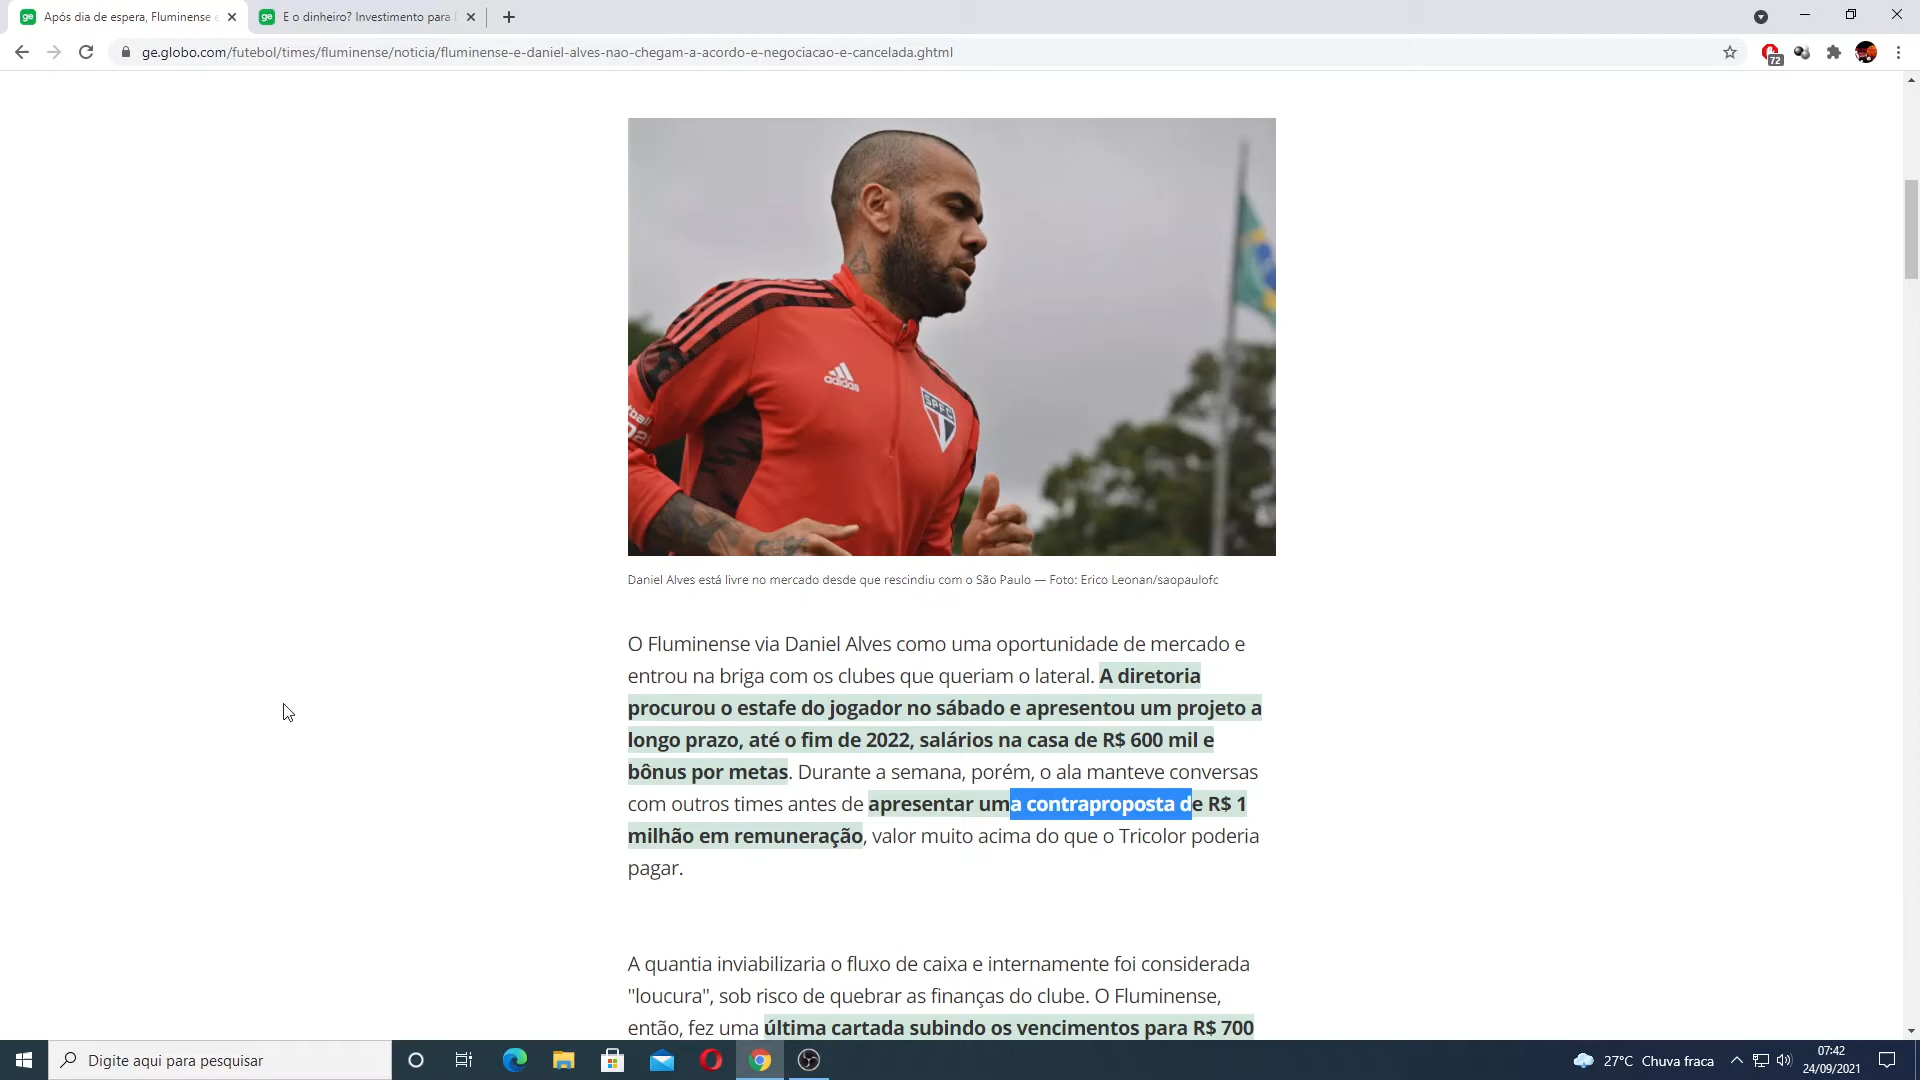 Após dia de espera, Fluminense e
E o dinheiro? Investimento para
ge.globo.com/futebol/times/fluminense/noticia/fluminense-e-daniel-alves-nao-chegam-a-acordo-e-negociacao-e-cancelada.ghtml
72
adidas
SPFC
Daniel Alves está livre no mercado desde que rescindiu com o São Paulo — Foto: Erico Leonan/saopaulofc
O Fluminense via Daniel Alves como uma oportunidade de mercado e
entrou na briga com os clubes que queriam o lateral. A diretoria
procurou o estafe do jogador no sábado e apresentou um projeto a
longo prazo, até o fim de 2022, salários na casa de R$ 600 mil e
bônus por metas. Durante a semana, porém, o ala manteve conversas
com outros times antes de apresentar uma contraproposta de R$ 1
milhão em remuneração, valor muito acima do que o Tricolor poderia
pagar.
A quantia inviabilizaria o fluxo de caixa e internamente foi considerada
"loucura", sob risco de quebrar as finanças do clube. O Fluminense,
então, fez uma última cartada subindo os vencimentos para R$ 700
Digite aqui para pesquisar
27°C Chuva fraca
07:42
24/09/2021